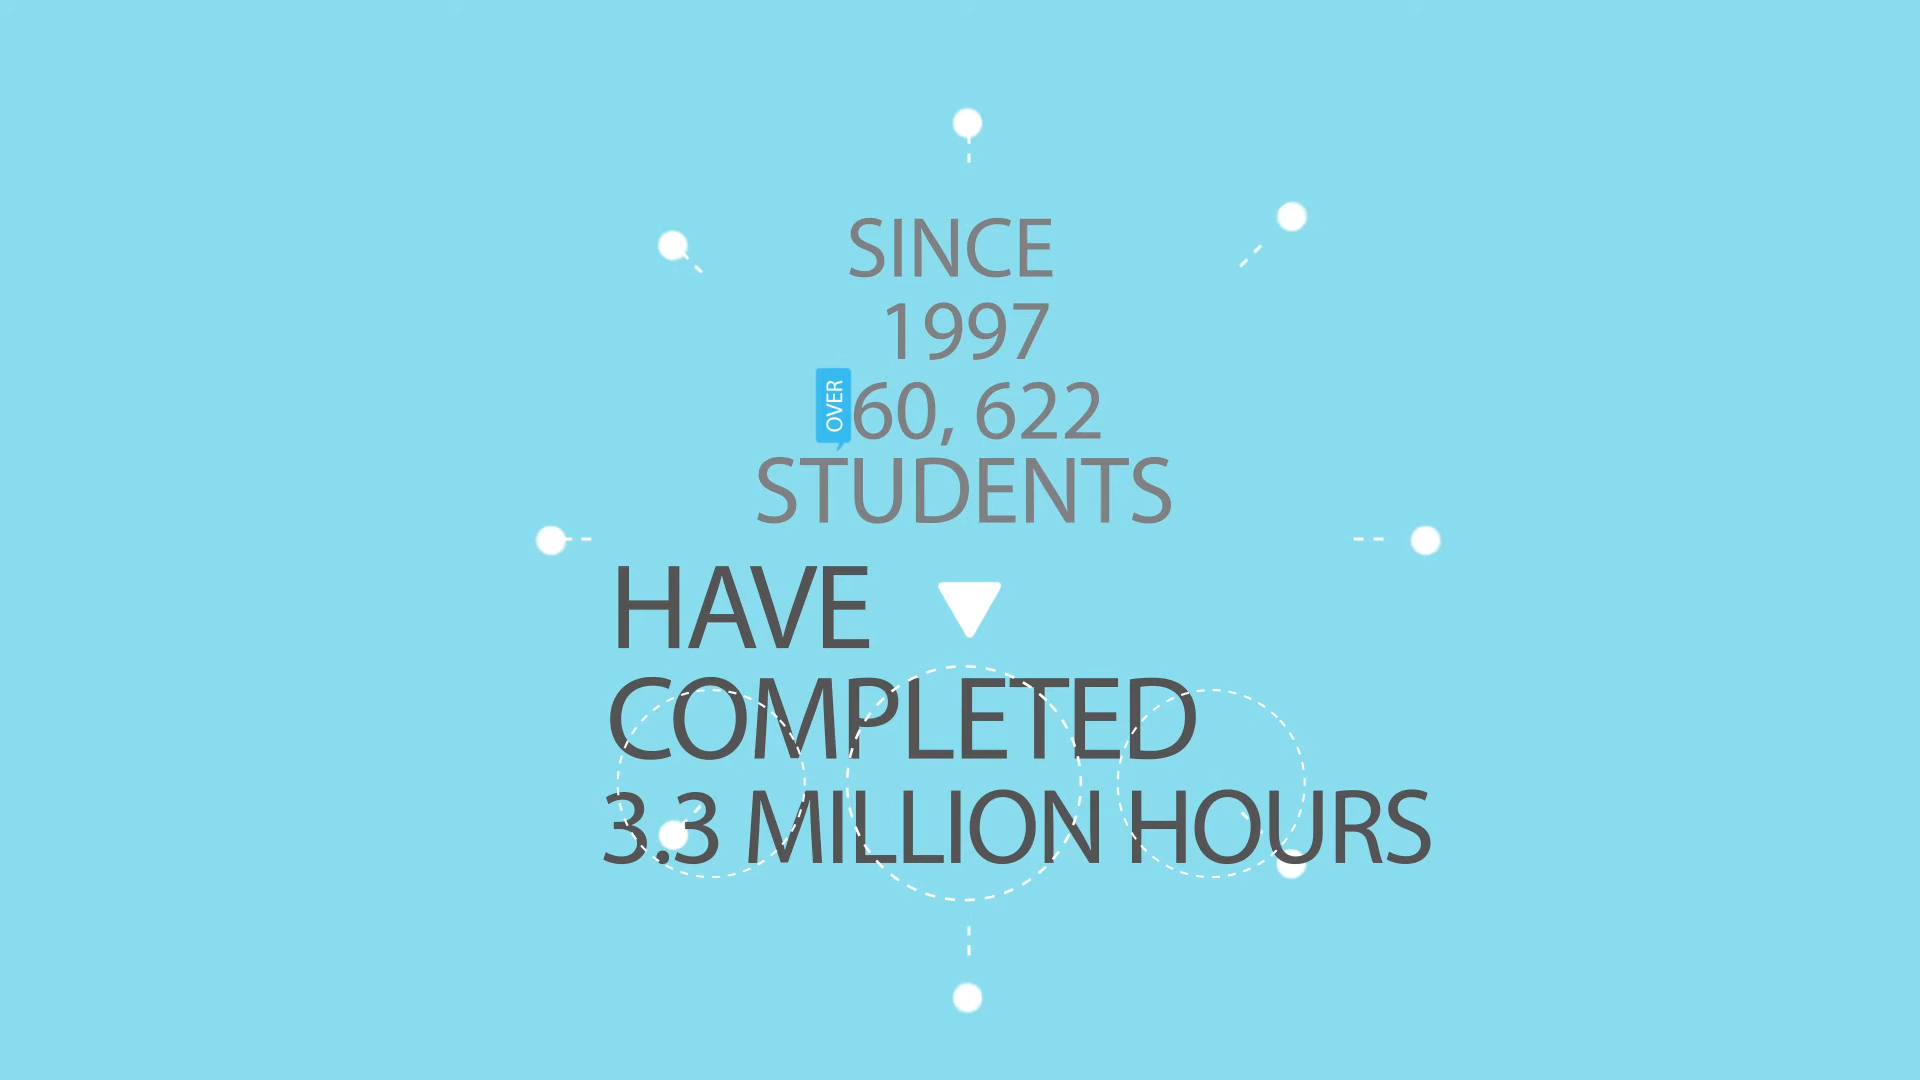 SINCE
1997
OVER
60, 622
STUDENTS
HAVE
COMPLETED
3.3 MILLION HOURS